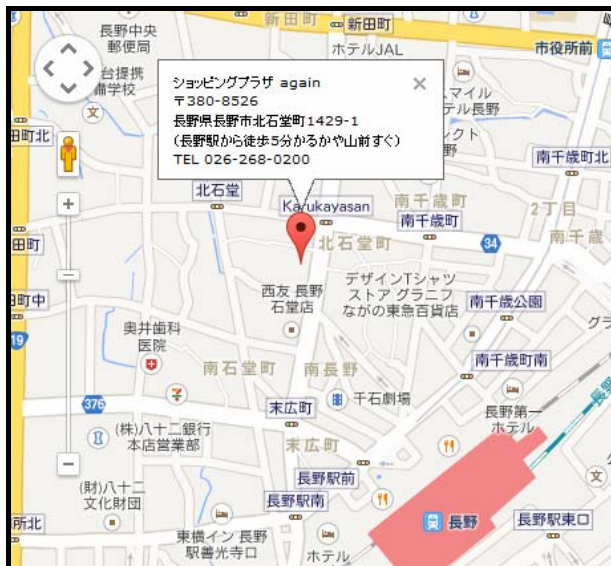 長野中央
郵便局
新田町
新田町
市役所前
ホテルJAL
台提携
備学校
ショッピングプラザ again
〒380-8526
長野県長野市北石堂町1429-1
(長野駅から徒歩5分かるかや山前すぐ)
TEL 026-268-0200
スマイル
テル長野
クト
野
田町北
南千歳町北
北石堂
南千歳町
2丁目
Karukayasan
南千歳町
北石堂町
34
南千歳
田町
西友 長野
石堂店
デザインTシャツ
ストア グラニフ
ながの東急百貨店
南千歳公園
町中
グラ
19
奥井歯科
医院
南石堂町
南長野
南千歳町南
376
末広町
千石劇場
長野第一
ホテル
長野
(株)八十二銀行
本店営業部
末広町
長野駅前
(財)八十二
文化財団
長野駅南
長野
長野駅東口
所北
東横イン 長野
駅善光寺口
ホテル